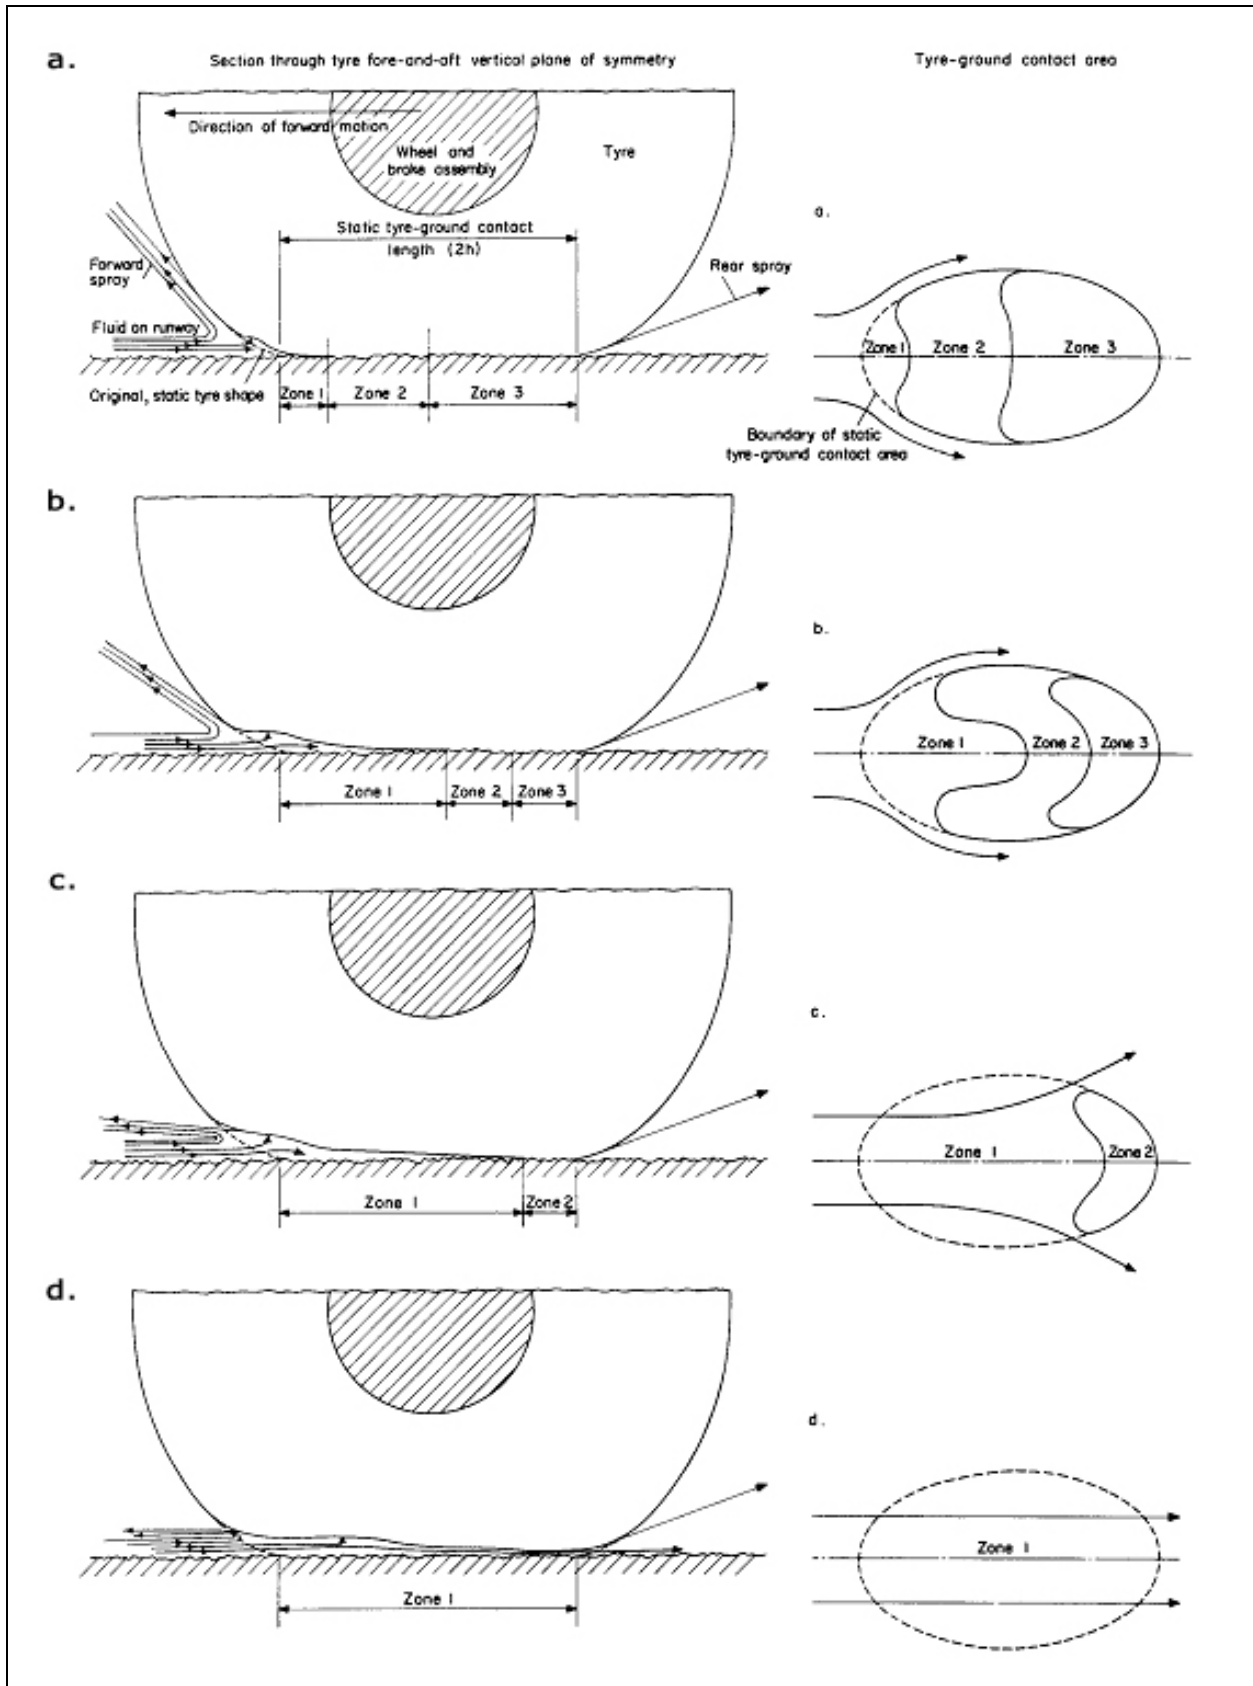 a.
Section through tyre fore-and-aft vertical plane of symmetry
Tyre-ground contact area
Direction of forward motion
Wheel and
brake assembly
Tyre
Static tyre-ground contact
length (2h)
Forward
spray
Rear spray
Fluid on runway
Original, static tyre shape
Zone 1
Zone 2
Zone 3
a.
Zone 1
Zone 2
Zone 3
Boundary of static
tyre-ground contact area
b.
Zone 1
Zone 2
Zone 3
b.
Zone 1
Zone 2
Zone 3
c.
Zone 1
Zone 2
c.
Zone 1
Zone 2
d.
Zone 1
d.
Zone 1